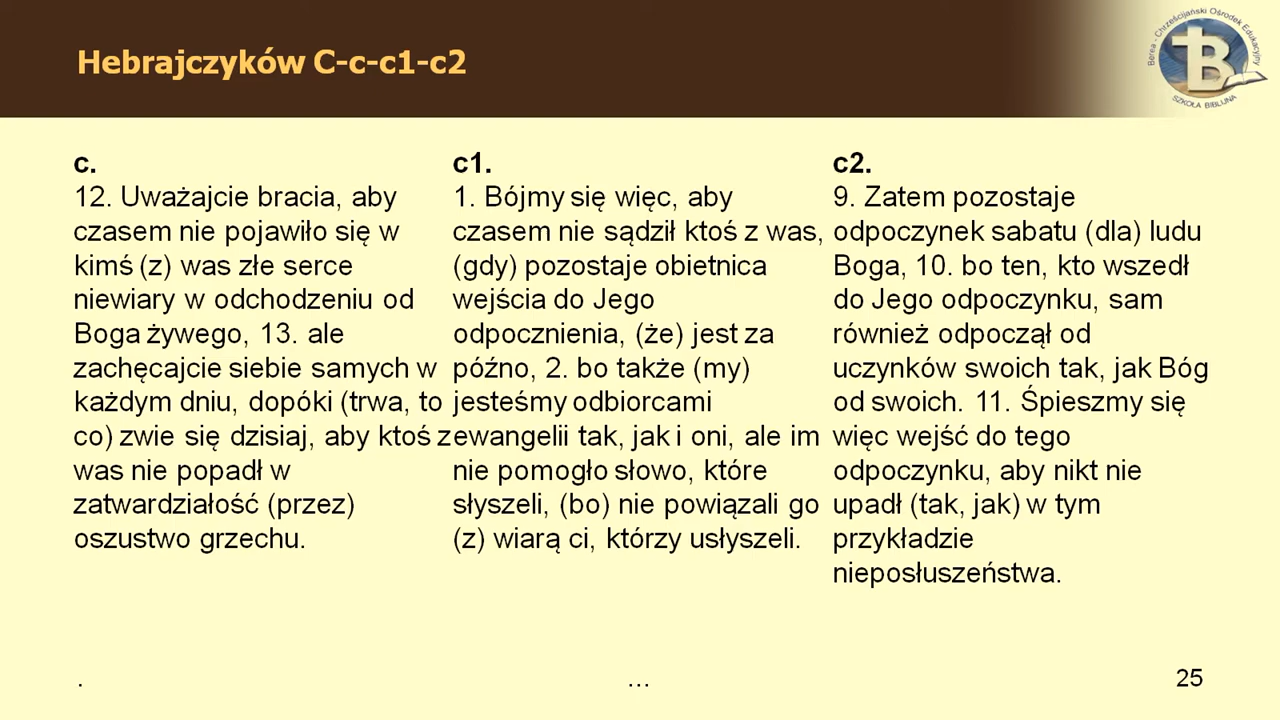 Hebrajczyków C-c-c1-c2
Berea - Chrześcijański Ośrodek Edukacyjny
SZKOŁA BIBLIJNA
c.
12. Uważajcie bracia, aby
czasem nie pojawiło się w
kimś (z) was złe serce
niewiary w odchodzeniu od
Boga żywego, 13. ale
zachęcajcie siebie samych w
każdym dniu, dopóki (trwa, to
co) zwie się dzisiaj, aby ktoś z
was nie popadł w
zatwardziałość (przez)
oszustwo grzechu.
c1.
1. Bójmy się więc, aby
czasem nie sądził ktoś z was,
(gdy) pozostaje obietnica
wejścia do Jego
odpocznienia, (że) jest za
późno, 2. bo także (my)
jesteśmy odbiorcami
ewangelii tak, jak i oni, ale im
nie pomogło słowo, które
słyszeli, (bo) nie powiązali go
(z) wiarą ci, którzy usłyszeli.
c2.
9. Zatem pozostaje
odpoczynek sabatu (dla) ludu
Boga, 10. bo ten, kto wszedł
do Jego odpoczynku, sam
również odpoczął od
uczynków swoich tak, jak Bóg
od swoich. 11. Śpieszmy się
więc wejść do tego
odpoczynku, aby nikt nie
upadł (tak, jak) w tym
przykładzie
nieposłuszeństwa.
.
...
25